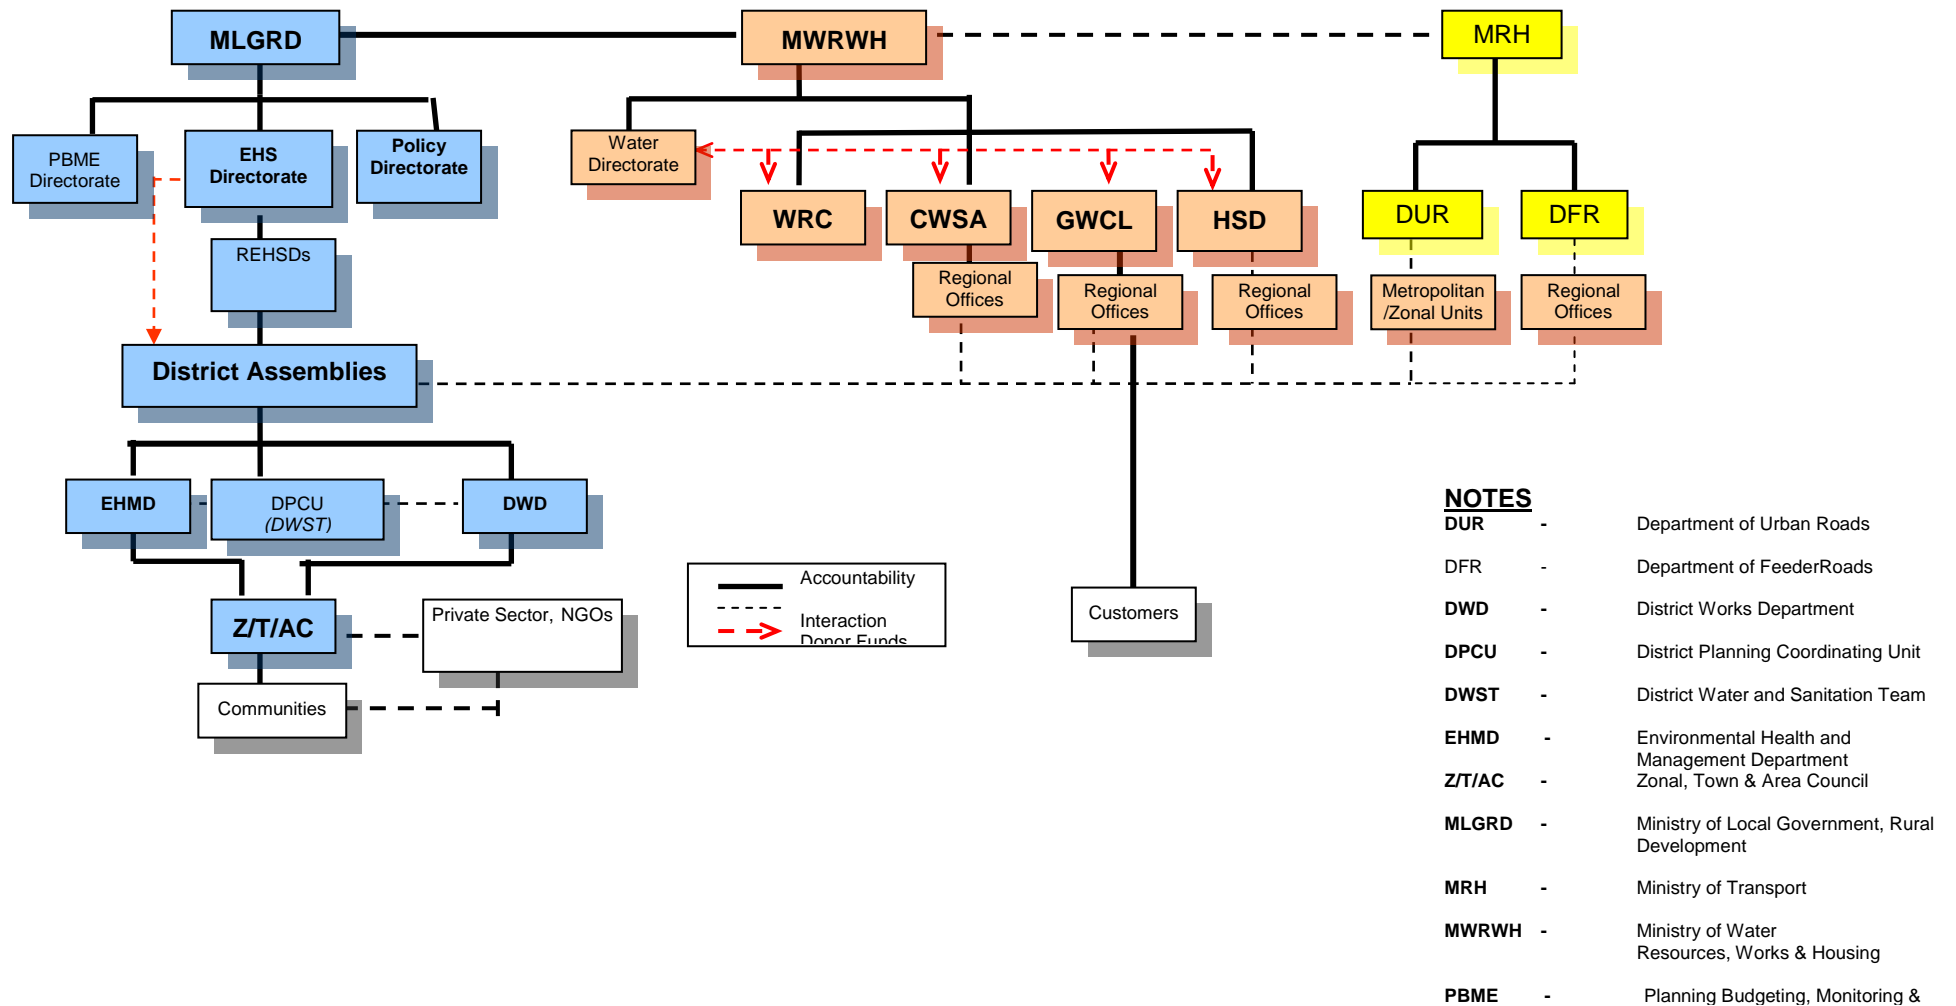 MLGRD
MWRWH
MRH
PBME
Directorate
EHS
Directorate
Policy
Directorate
Water
Directorate
WRC
CWSA
GWCL
HSD
DUR
DFR
REHSDs
Regional
Offices
Regional
Offices
Regional
Offices
Metropolitan
/Zonal Units
Regional
Offices
District Assemblies
EHMD
DPCU
(DWST)
DWD
Z/T/AC
Private Sector, NGOs
Communities
Accountability
Interaction
Donor Funds
Customers
NOTES
DUR - Department of Urban Roads
DFR - Department of FeederRoads
DWD - District Works Department
DPCU - District Planning Coordinating Unit
DWST - District Water and Sanitation Team
EHMD - Environmental Health and
Management Department
Z/T/AC - Zonal, Town & Area Council
MLGRD - Ministry of Local Government, Rural
Development
MRH - Ministry of Transport
MWRWH - Ministry of Water
Resources, Works & Housing
PBME - Planning Budgeting, Monitoring &